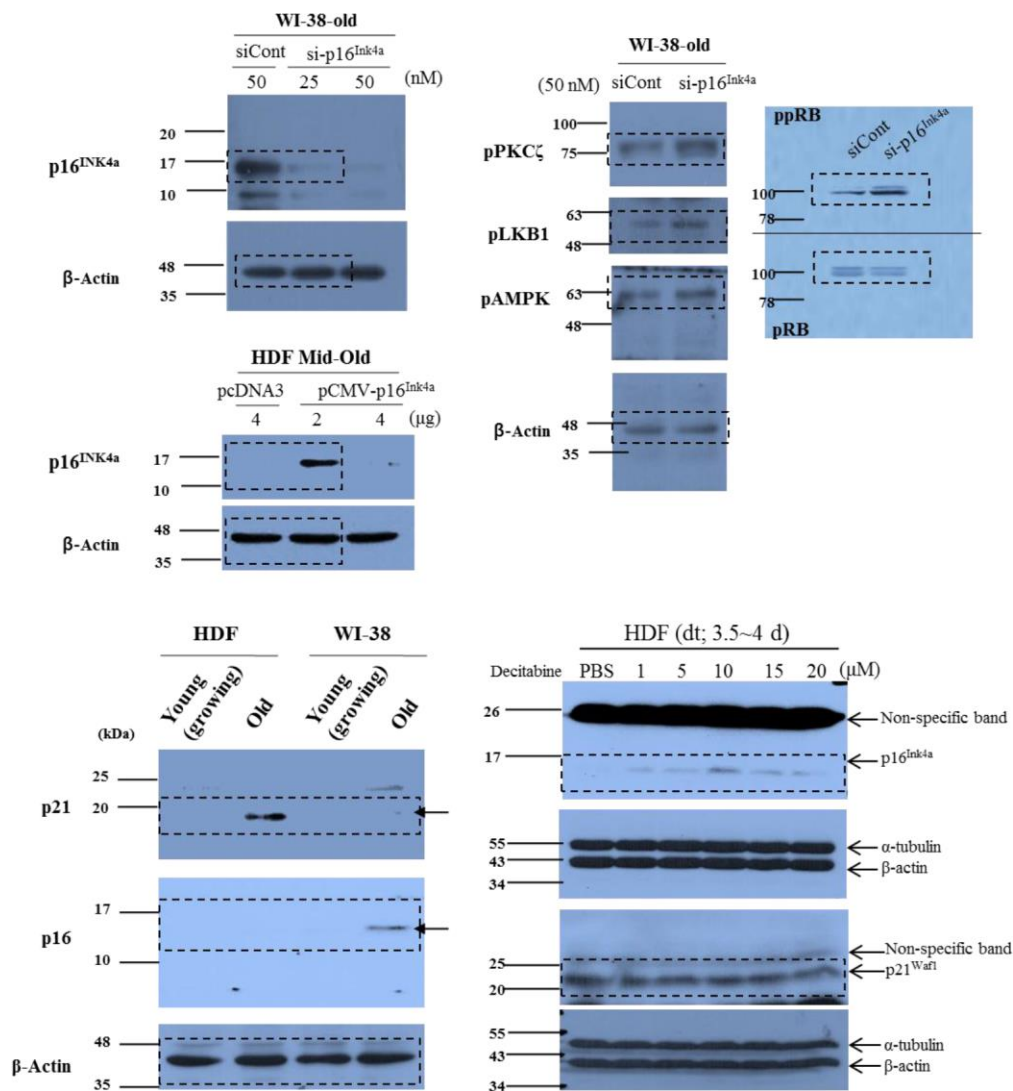 WI-38-old
siCont si-p16Ink4a
50 25 50 (nM)
20
p16INK4a 17
10
β-Actin 48
35
HDF Mid-Old
pcDNA3 pCMV-p16Ink4a
4 2 4 (μg)
p16INK4a 17
10
48
β-Actin
35
WI-38-old
(50 nM) siCont si-p16Ink4a
100
pPKCζ 75
63
pLKB1
48
pAMPK 63
48
β-Actin 48
35
ppRB
siCont si-p16Ink4a
100
78
100
78
pRB
HDF WI-38
Young (growing) Old Young (growing) Old
(kDa)
25
p21 20
17
p16
10
48
β-Actin
35
HDF (dt; 3.5~4 d)
Decitabine PBS 1 5 10 15 20 (μM)
26 Non-specific band
17 p16Ink4a
55 α-tubulin
43 β-actin
34
Non-specific band
25 p21Waf1
20
55 α-tubulin
43 β-actin
34